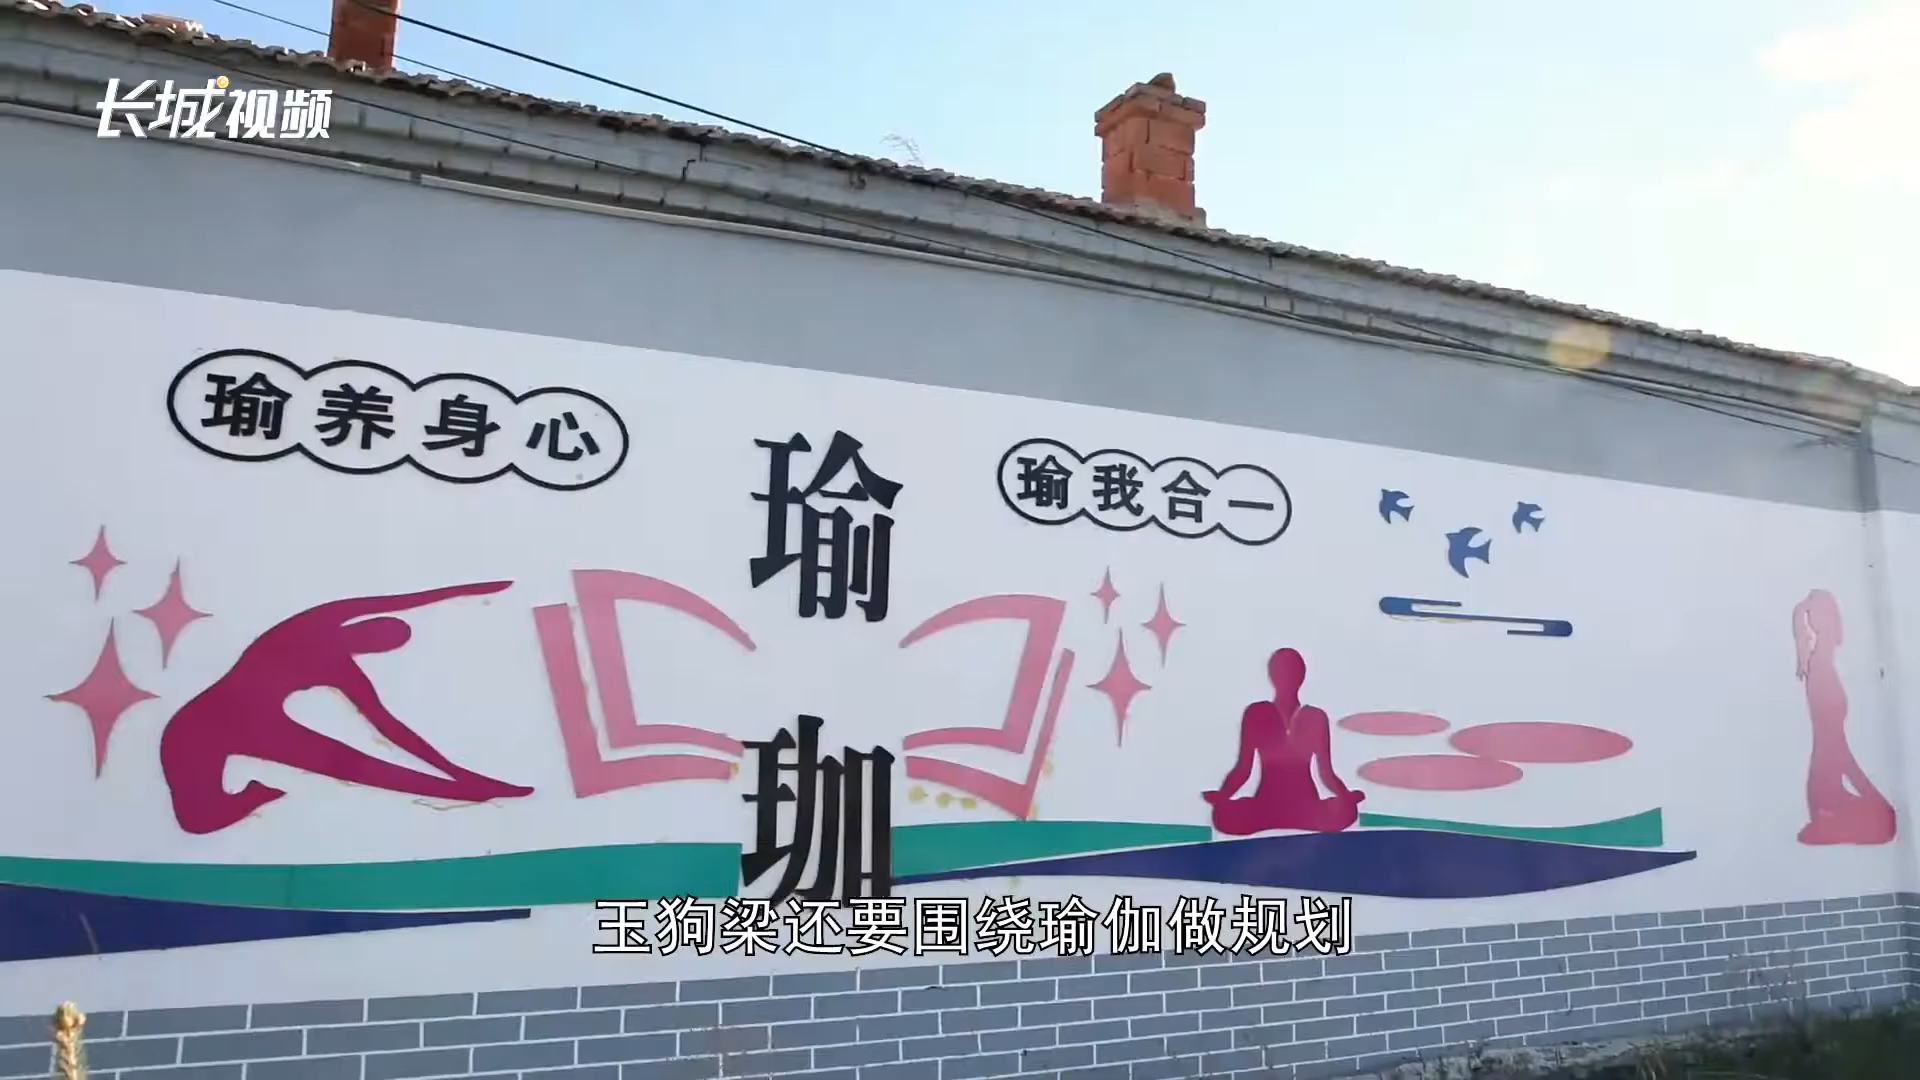 长城视频
瑜养身心
瑜我合一
瑜珈
玉狗梁还要围绕瑜伽做规划